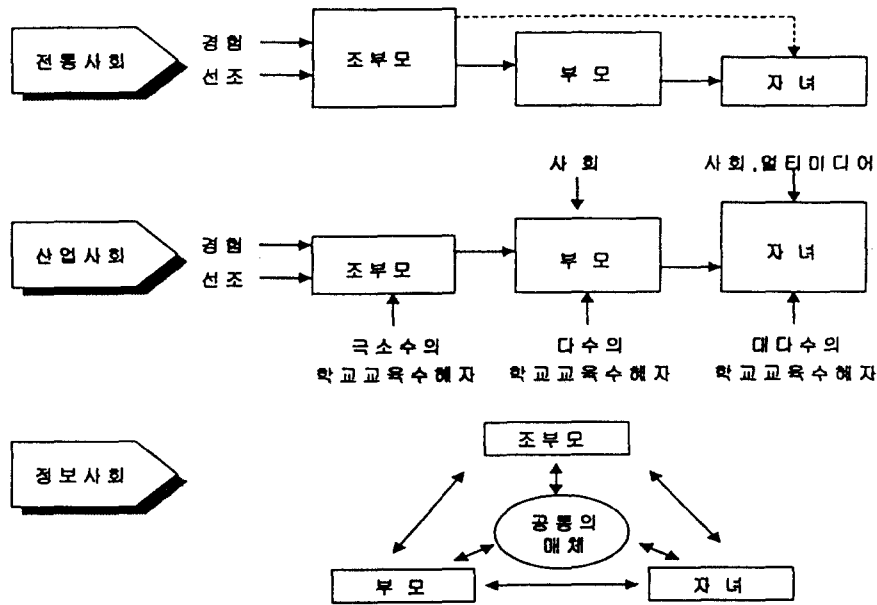 전통사회
경험
선조
조부모
부모
자녀
사회
사회,멀티미디어
산업사회
경험
선조
조부모
부모
자녀
극소수의
학교교육수혜자
다수의
학교교육수혜자
대다수의
학교교육수혜자
정보사회
조부모
공통의
매체
부모
자녀